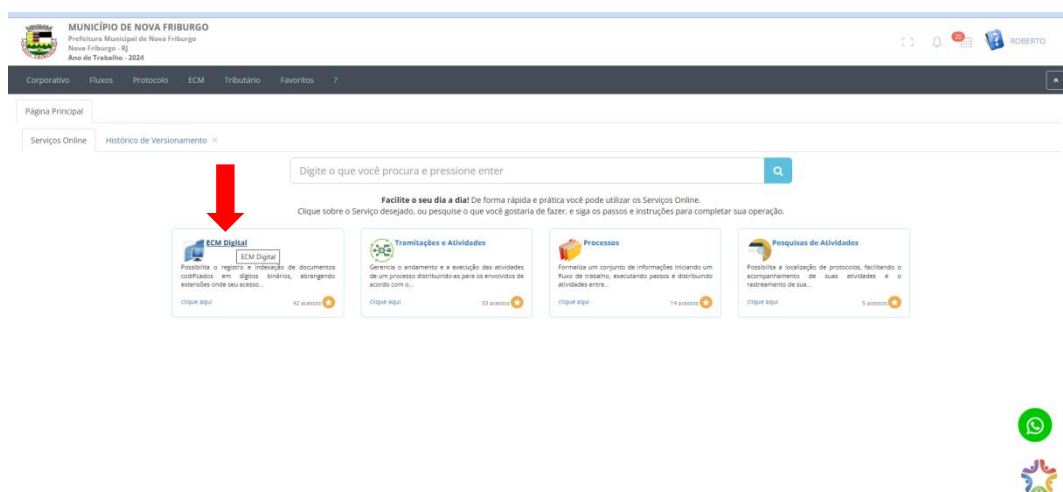 MUNICÍPIO DE NOVA FRIBURGO
Prefeitura Municipal de Nova Friburgo
Nova Friburgo - RJ
Ano de Trabalho - 2024
ROBERTO
Corporativo Fluxos Protocolo ECM Tributário Favoritos ?
Página Principal
Serviços Online Histórico de Versionamento ×
Digite o que você procura e pressione enter
Facilite o seu dia a dia! De forma rápida e prática você pode utilizar os Serviços Online.
Clique sobre o Serviço desejado, ou pesquise o que você gostaria de fazer, e siga os passos e instruções para completar sua operação.
ECM Digital
ECM Digital
Possibilita o registro e indexação de documentos
codificados em dígitos binários, abrangendo
extensões onde seu acesso...
clique aqui 42 acessos
Tramitações e Atividades
Gerencia o andamento e a execução das atividades
de um processo distribuindo-as para os envolvidos de
acordo com o...
clique aqui 33 acessos
Processos
Formaliza um conjunto de informações iniciando um
fluxo de trabalho, executando passos e distribuindo
atividades entre...
clique aqui 14 acessos
Pesquisas de Atividades
Possibilita a localização de protocolos, facilitando o
acompanhamento de suas atividades e o
rastreamento de sua...
clique aqui 5 acessos